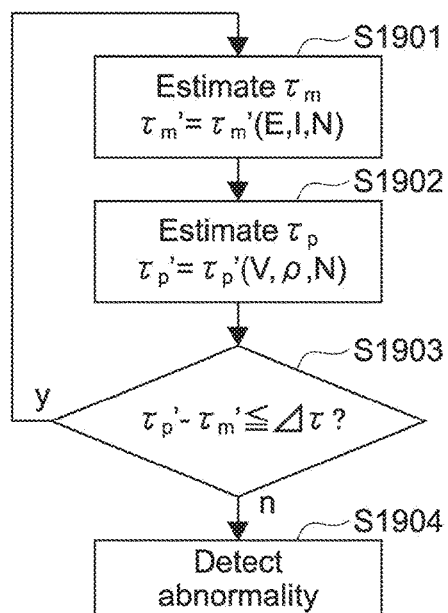 S1901
Estimate τm
τm'= τm'(E,I,N)
S1902
Estimate τp
τp'= τp'(V, ρ,N)
S1903
y
τp'- τm' ≦ ⊿τ ?
n
S1904
Detect
abnormality